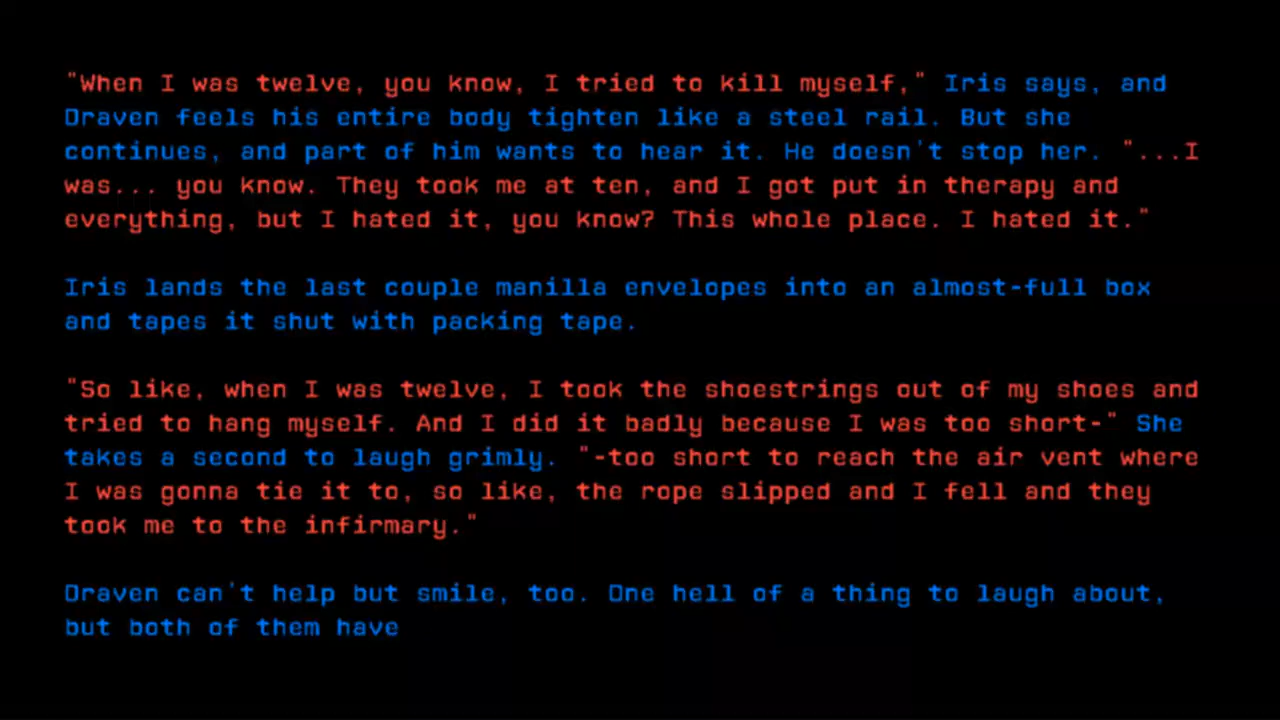 "When I was twelve, you know, I tried to kill myself," Iris says, and
Draven feels his entire body tighten like a steel rail. But she
continues, and part of him wants to hear it. He doesn't stop her. "...I
was... you know. They took me at ten, and I got put in therapy and
everything, but I hated it, you know? This whole place. I hated it."
Iris lands the last couple manilla envelopes into an almost-full box
and tapes it shut with packing tape.
"So like, when I was twelve, I took the shoestrings out of my shoes and
tried to hang myself. And I did it badly because I was too short-" She
takes a second to laugh grimly. "-too short to reach the air vent where
I was gonna tie it to, so like, the rope slipped and I fell and they
took me to the infirmary."
Draven can't help but smile, too. One hell of a thing to laugh about,
but both of them have